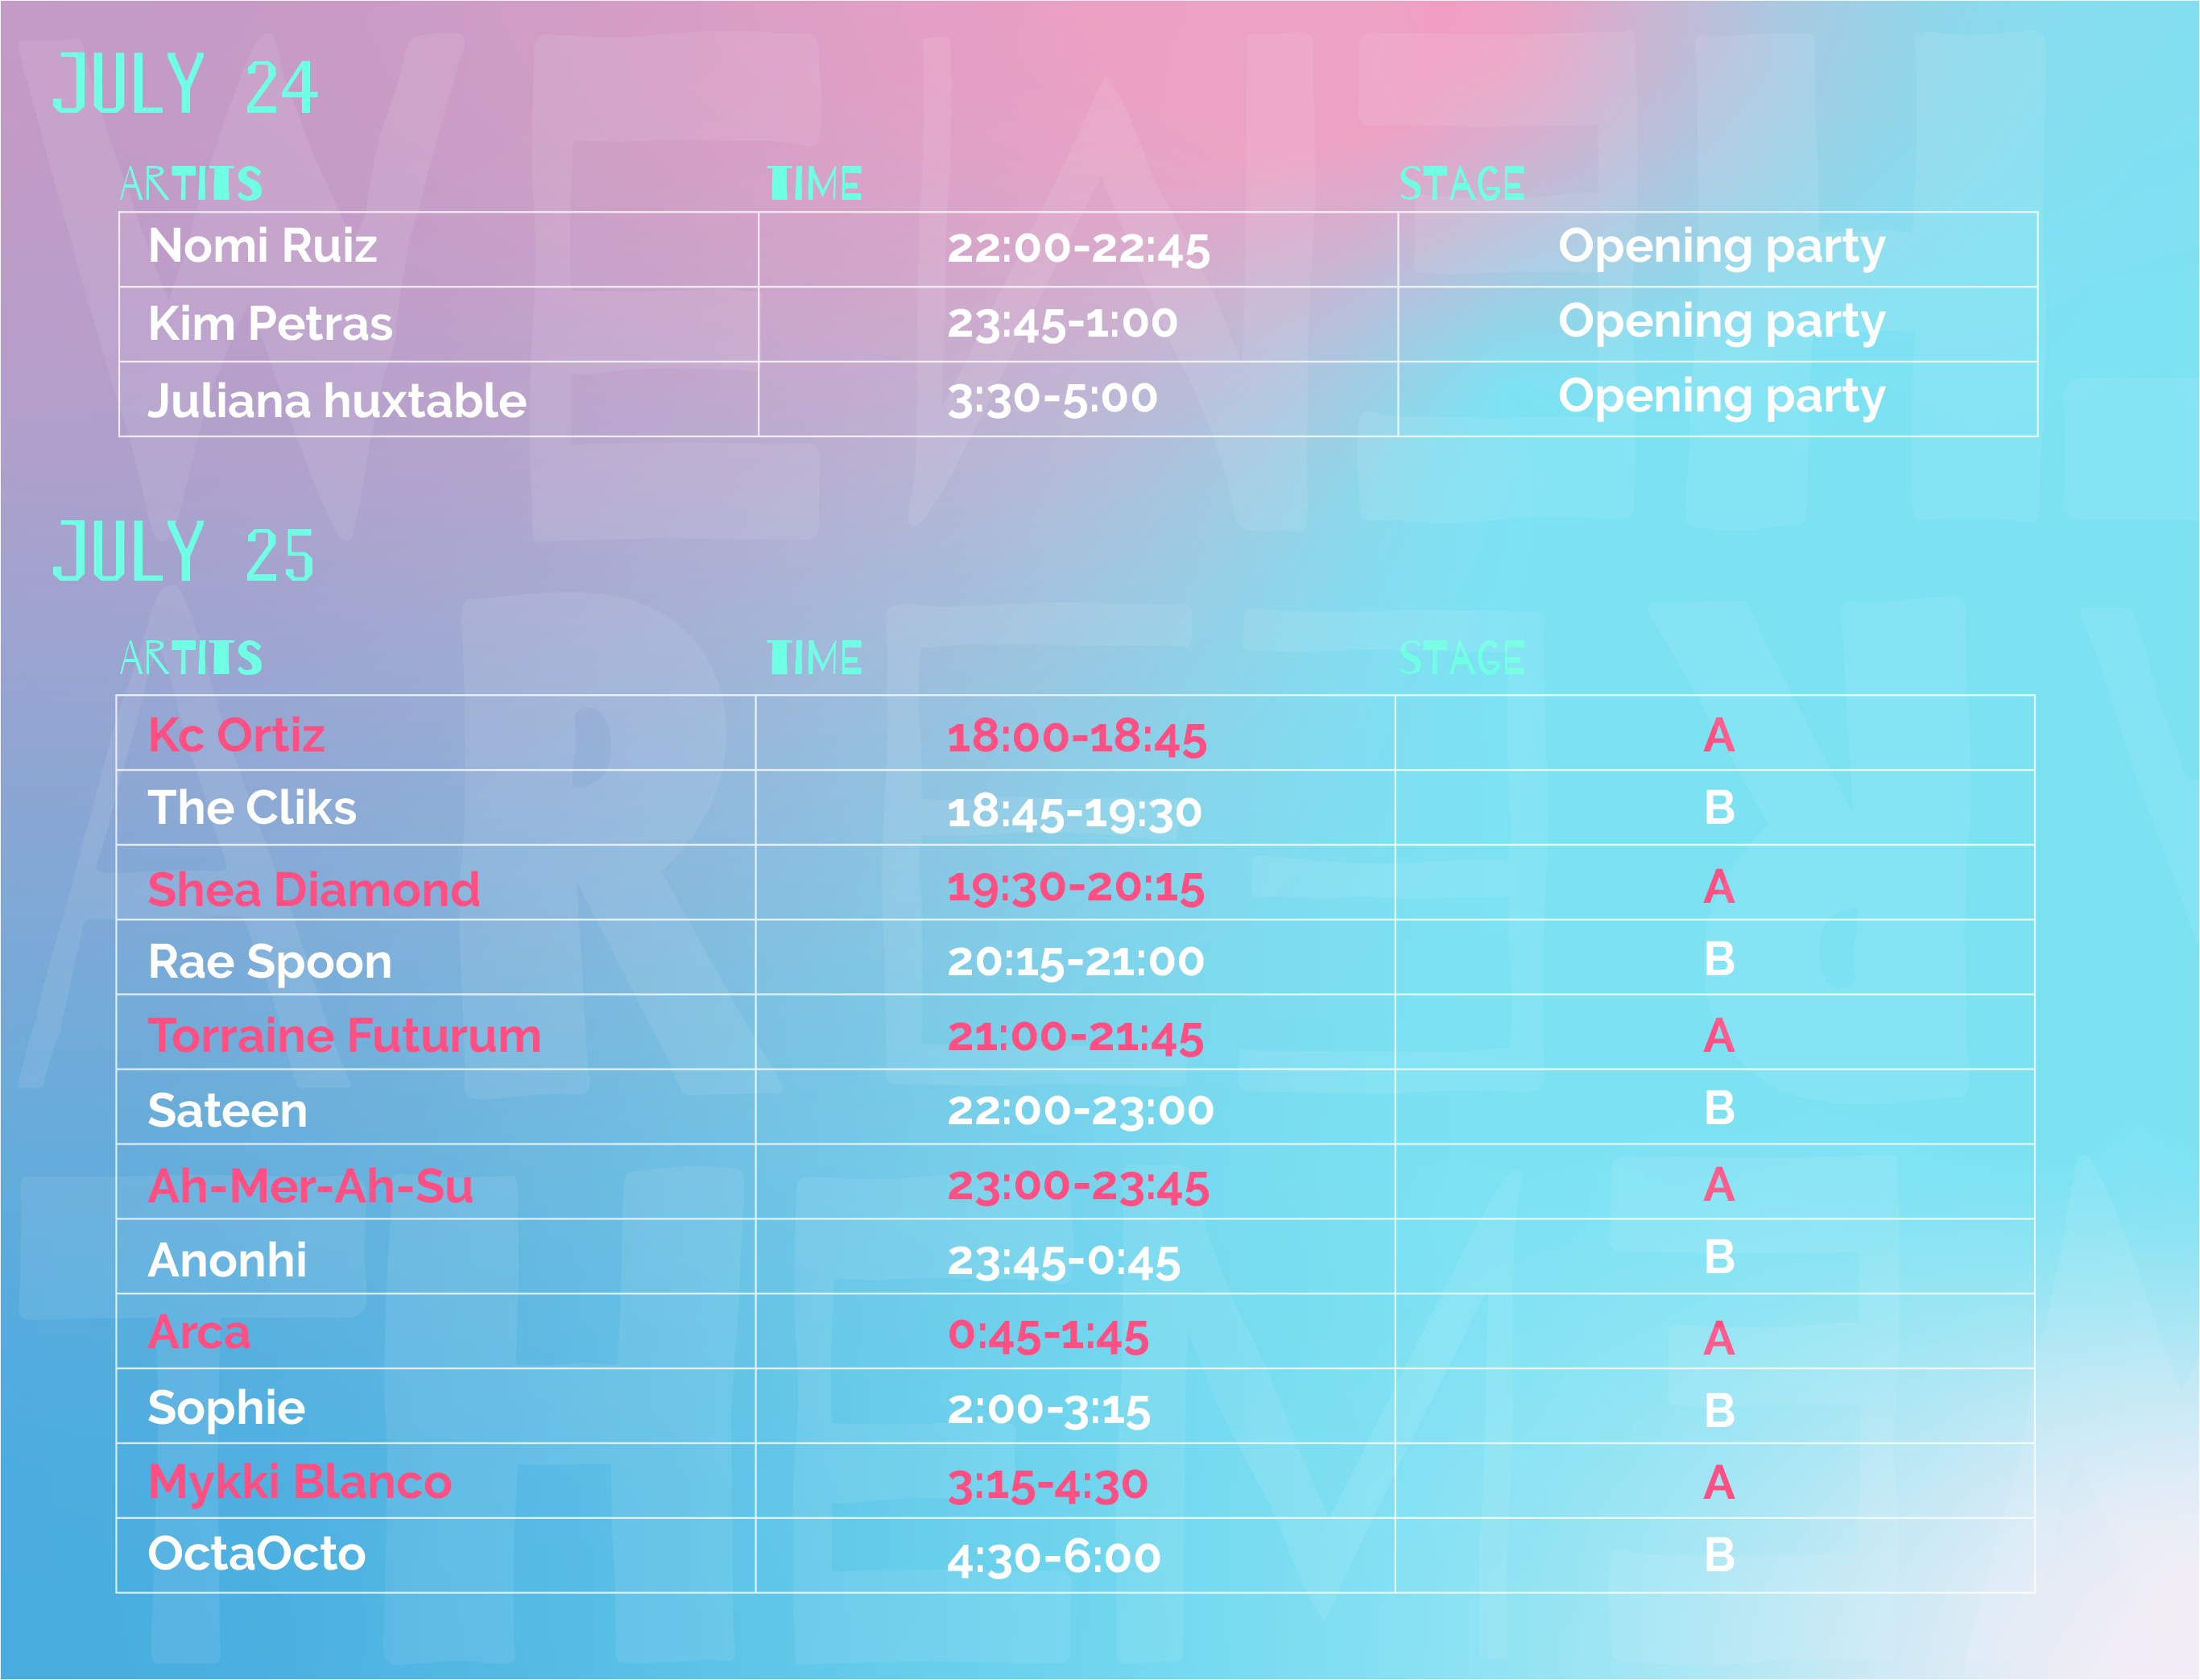 JULY 24
ARTITS TIME STAGE
Nomi Ruiz 22:00-22:45 Opening party
Kim Petras 23:45-1:00 Opening party
Juliana huxtable 3:30-5:00 Opening party
JULY 25
ARTITS TIME STAGE
Kc Ortiz 18:00-18:45 A
The Cliks 18:45-19:30 B
Shea Diamond 19:30-20:15 A
Rae Spoon 20:15-21:00 B
Torraine Futurum 21:00-21:45 A
Sateen 22:00-23:00 B
Ah-Mer-Ah-Su 23:00-23:45 A
Anonhi 23:45-0:45 B
Arca 0:45-1:45 A
Sophie 2:00-3:15 B
Mykki Blanco 3:15-4:30 A
OctaOcto 4:30-6:00 B